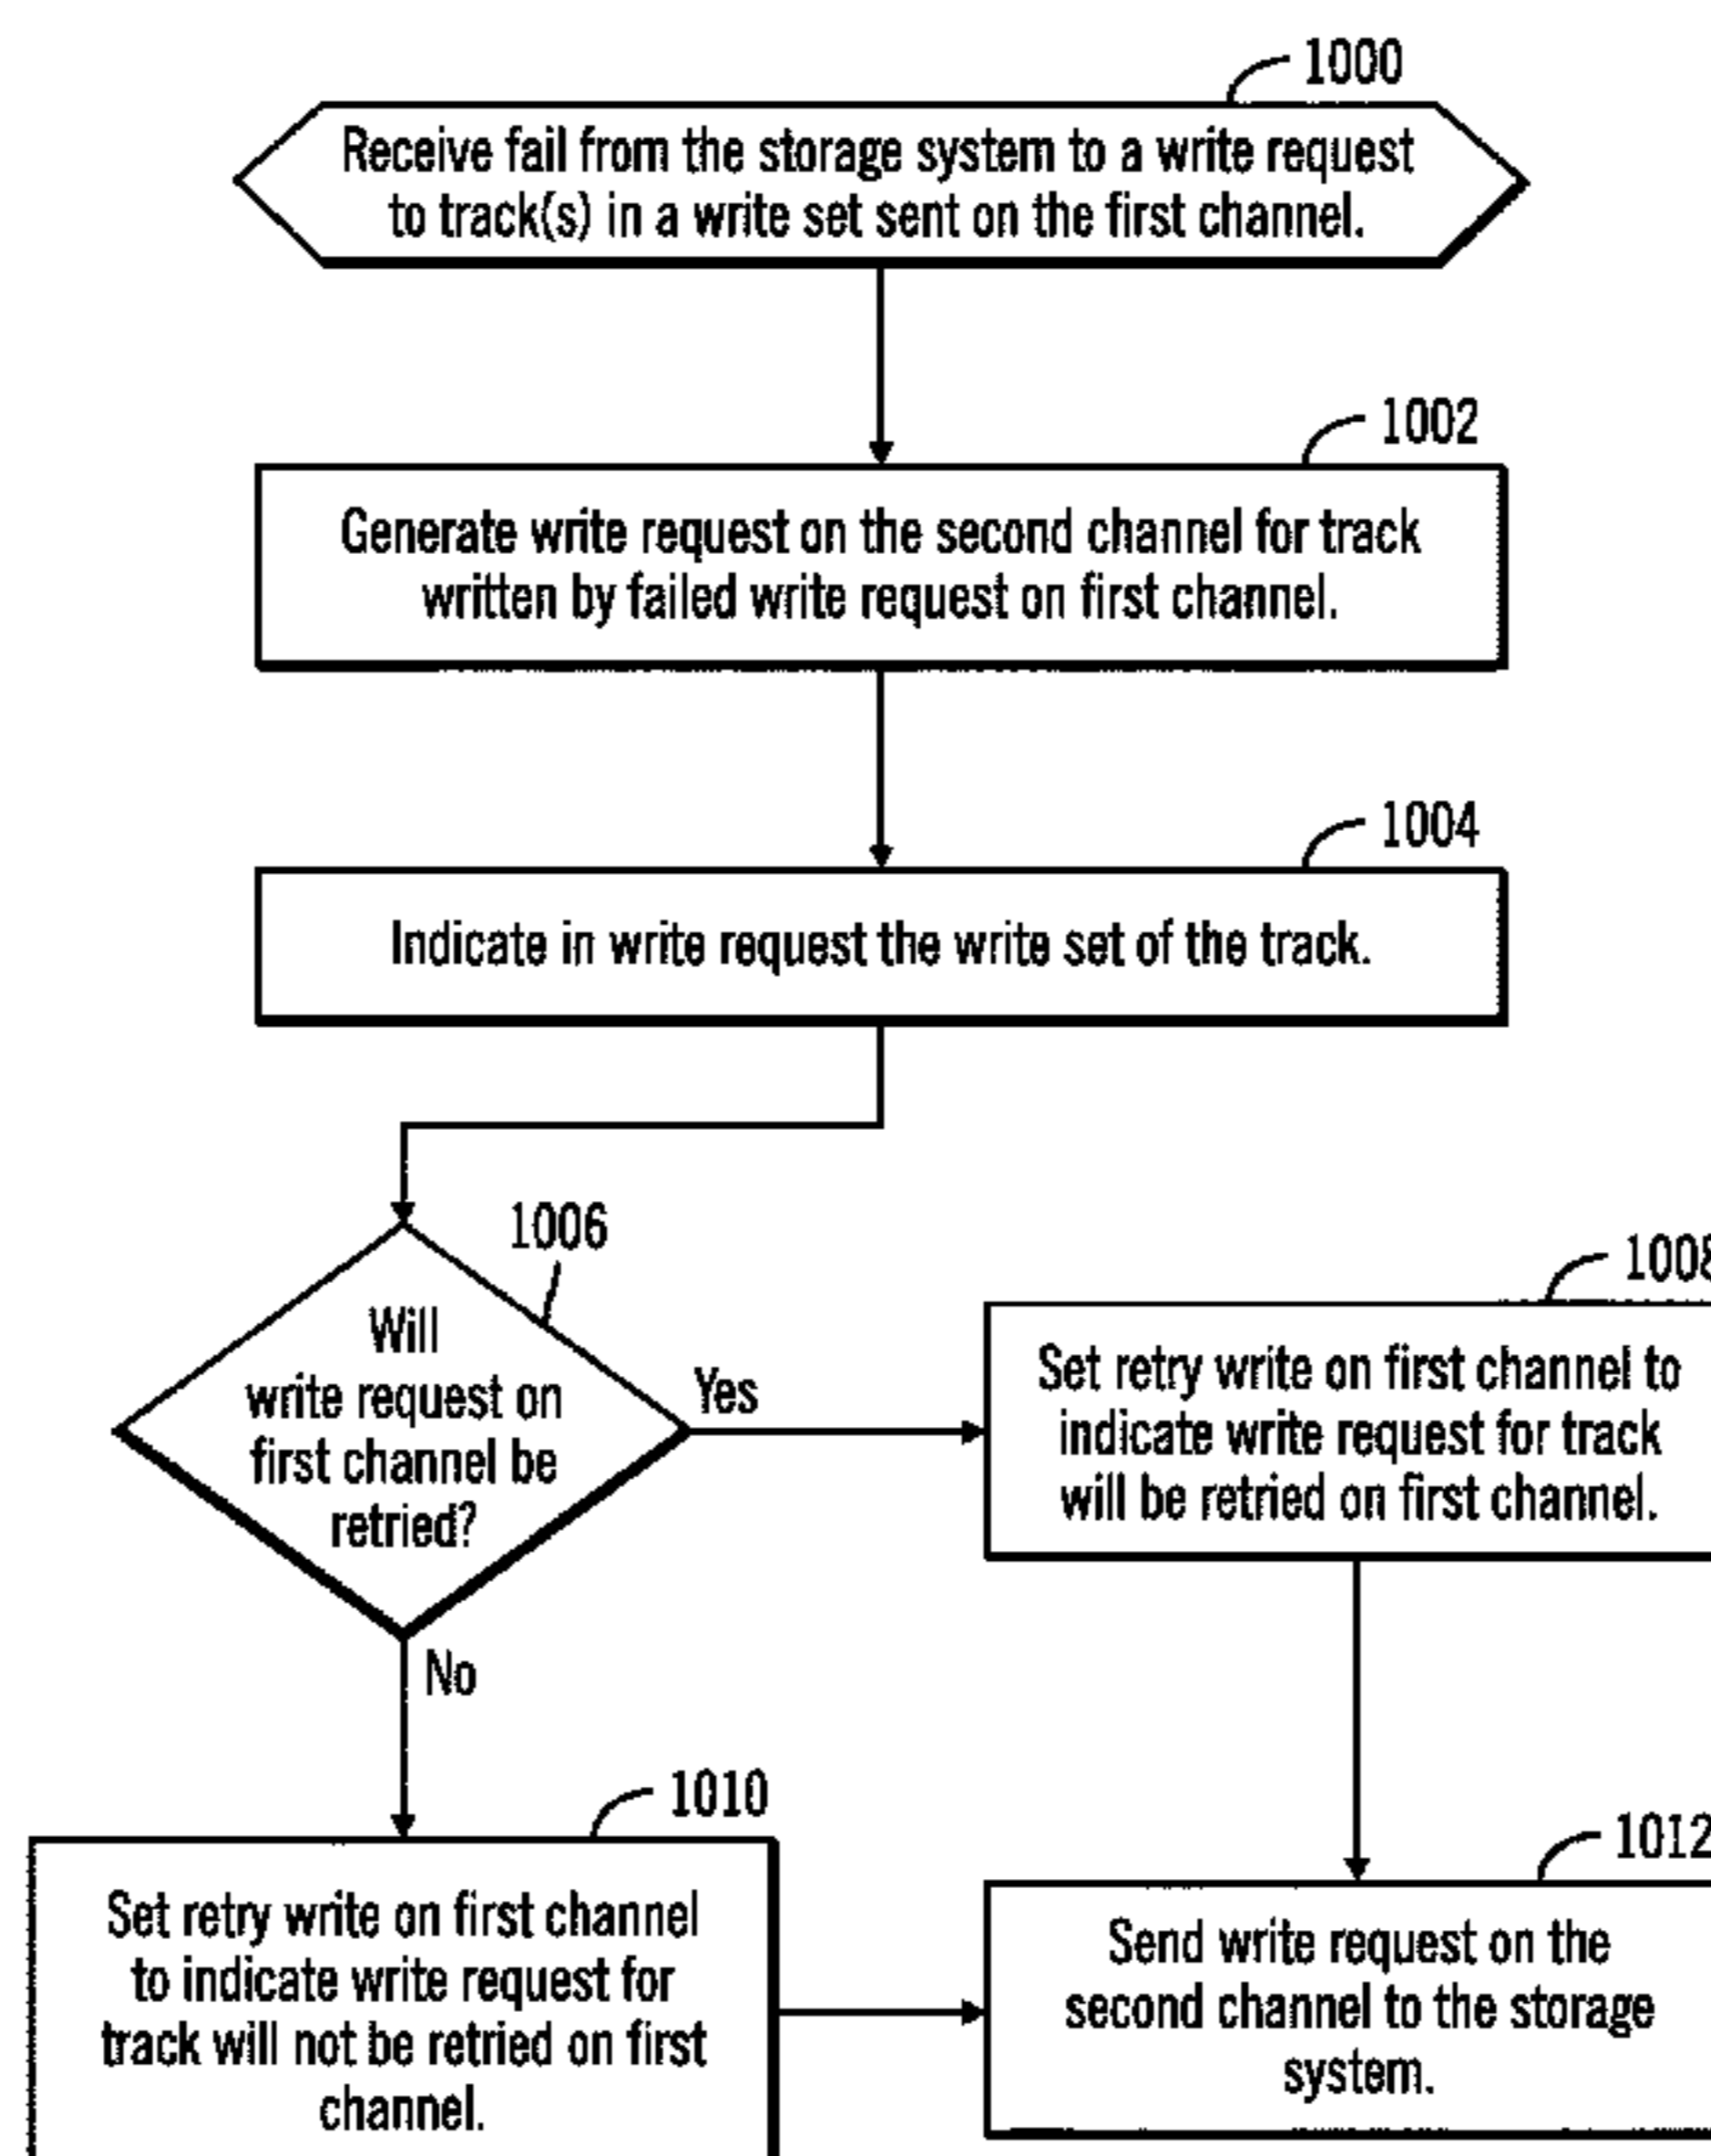 1000
Receive fail from the storage system to a write request
to track(s) in a write set sent on the first channel.
1002
Generate write request on the second channel for track
written by failed write request on first channel.
1004
Indicate in write request the write set of the track.
1006
Will
write request on
first channel be
retried?
Yes
No
1008
Set retry write on first channel to
indicate write request for track
will be retried on first channel.
1010
Set retry write on first channel
to indicate write request for
track will not be retried on first
channel.
1012
Send write request on the
second channel to the storage
system.